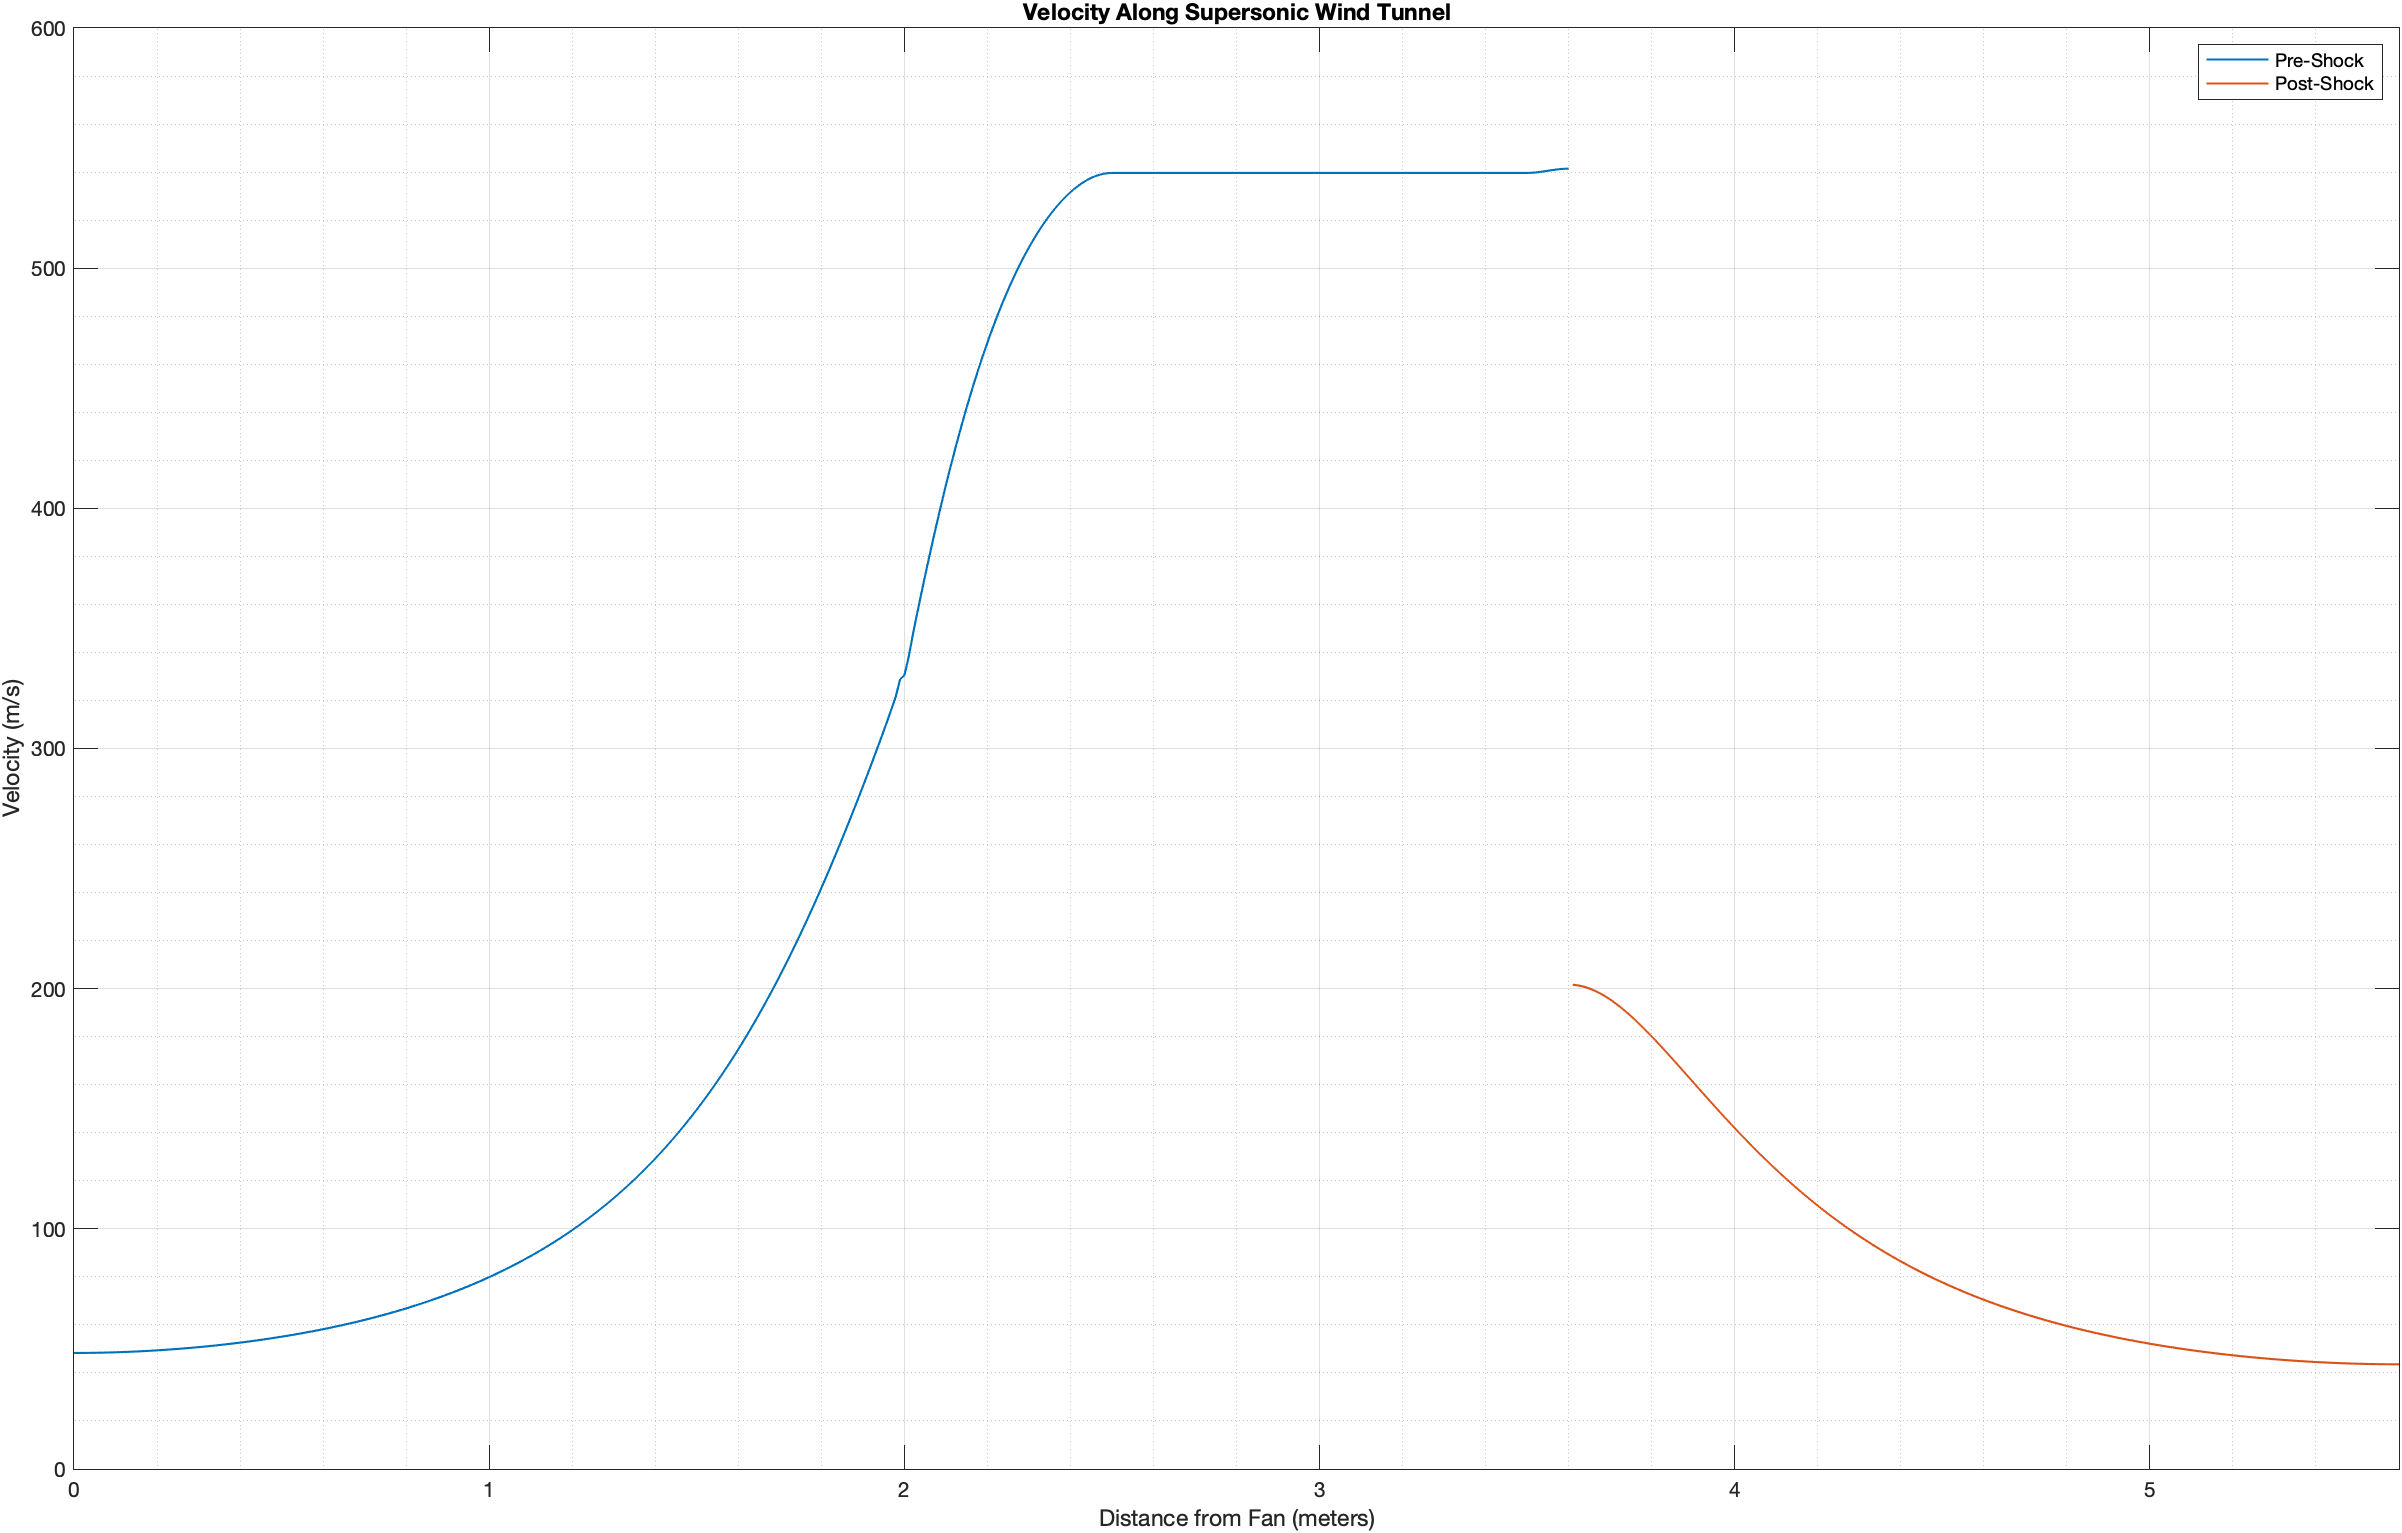 Velocity Along Supersonic Wind Tunnel
Pre-Shock
Post-Shock
Velocity (m/s)
600
500
400
300
200
100
0
0 1 2 3 4 5
Distance from Fan (meters)